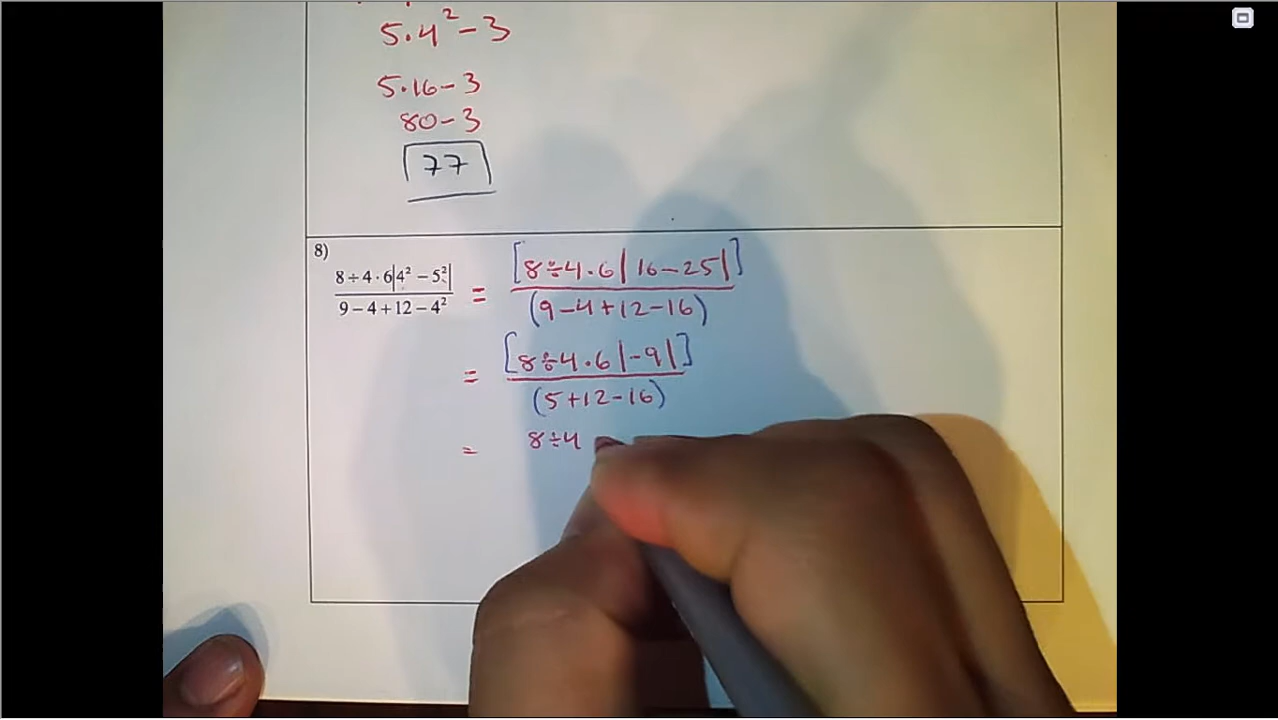 5·4² − 3
5·16 − 3
80 − 3
77
8)
8 ÷ 4 · 6|4² − 5²| / 9 − 4 + 12 − 4² = [8 ÷ 4 · 6 | 16 − 25 |] / (9 − 4 + 12 − 16)
= [8 ÷ 4 · 6 |−9|] / (5 + 12 − 16)
= 8 ÷ 4